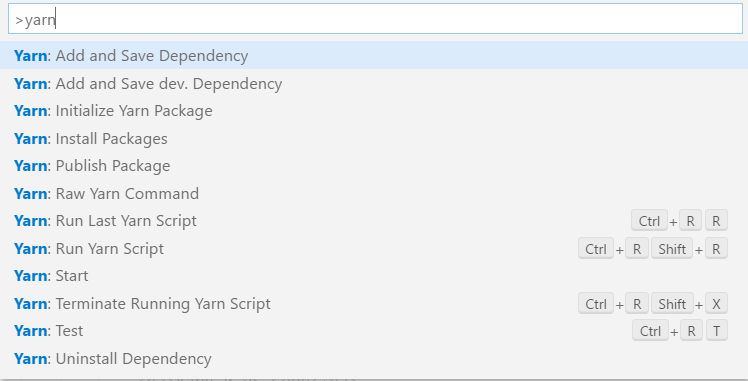 >yarn
Yarn: Add and Save Dependency
Yarn: Add and Save dev. Dependency
Yarn: Initialize Yarn Package
Yarn: Install Packages
Yarn: Publish Package
Yarn: Raw Yarn Command
Yarn: Run Last Yarn Script Ctrl + R R
Yarn: Run Yarn Script Ctrl + R Shift + R
Yarn: Start
Yarn: Terminate Running Yarn Script Ctrl + R Shift + X
Yarn: Test Ctrl + R T
Yarn: Uninstall Dependency